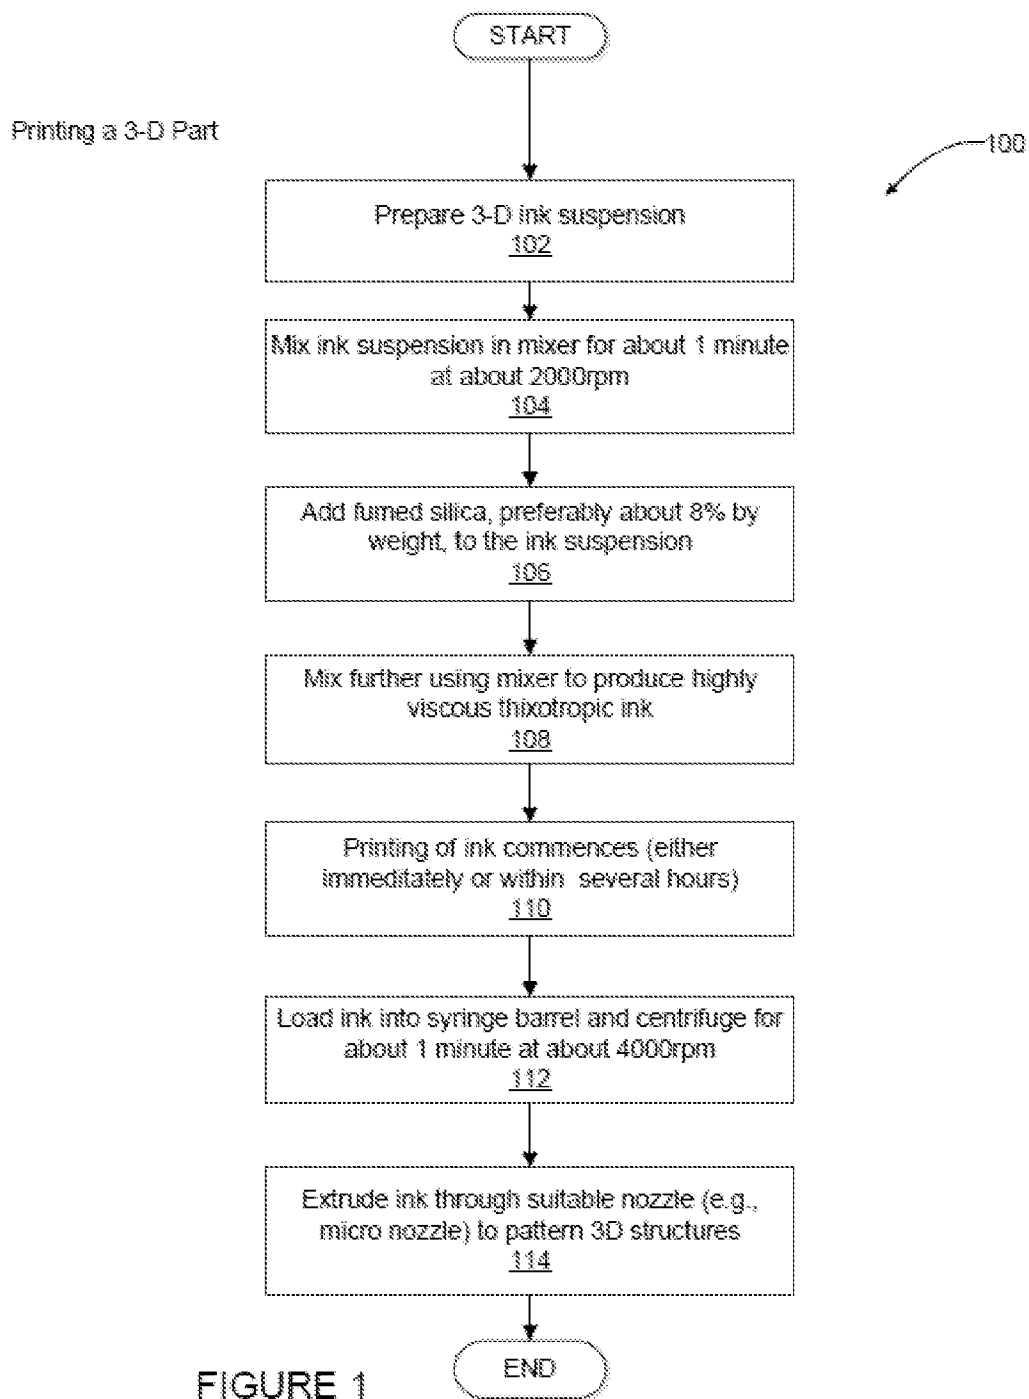 START
Printing a 3-D Part
100
Prepare 3-D ink suspension
102
Mix ink suspension in mixer for about 1 minute
at about 2000rpm
104
Add fumed silica, preferably about 8% by
weight, to the ink suspension
106
Mix further using mixer to produce highly
viscous thixotropic ink
108
Printing of ink commences (either
immeditately or within several hours)
110
Load ink into syringe barrel and centrifuge for
about 1 minute at about 4000rpm
112
Extrude ink through suitable nozzle (e.g.,
micro nozzle) to pattern 3D structures
114
END
FIGURE 1